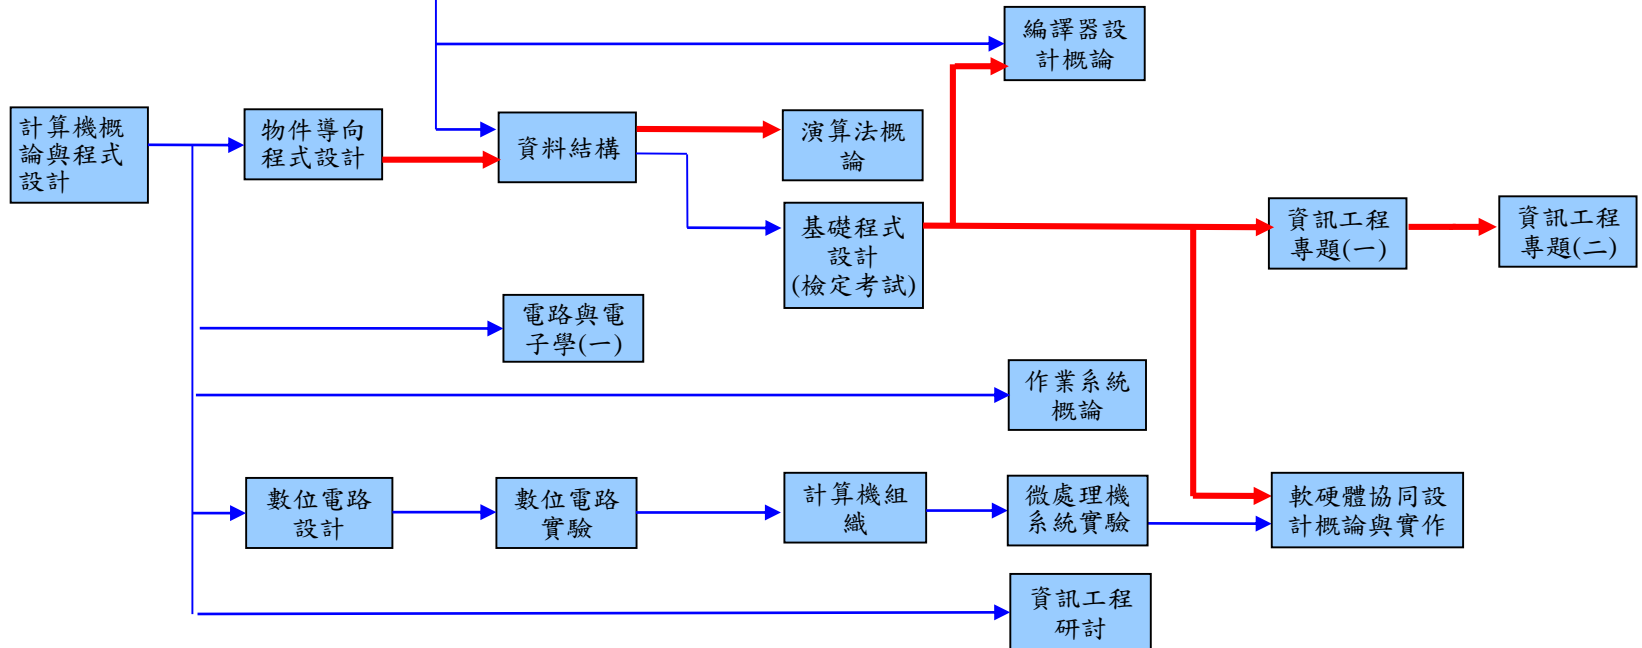 編譯器設
計概論
計算機概
論與程式
設計
物件導向
程式設計
資料結構
演算法概
論
基礎程式
設計
(檢定考試)
資訊工程
專題(一)
資訊工程
專題(二)
電路與電
子學(一)
作業系統
概論
數位電路
設計
數位電路
實驗
計算機組
織
微處理機
系統實驗
軟硬體協同設
計概論與實作
資訊工程
研討